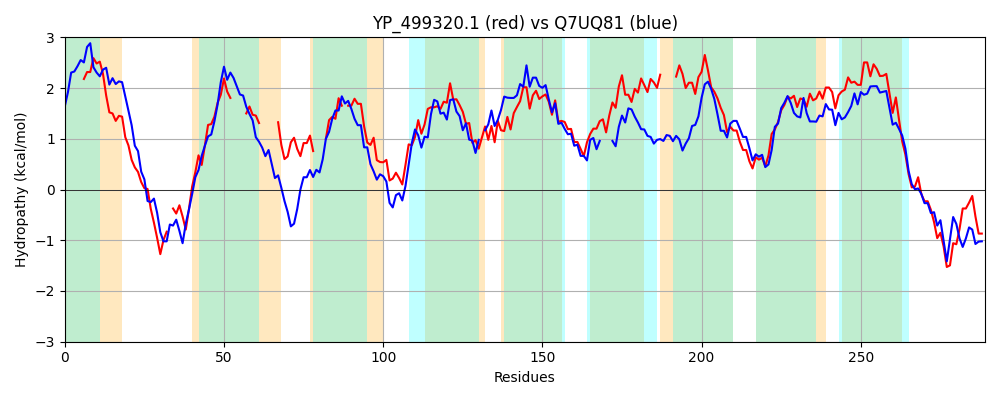 YP_499320.1 (red) vs Q7UQ81 (blue)
Hydropathy (kcal/mol)
3
2
1
0
−1
−2
−3
0 50 100 150 200 250
Residues